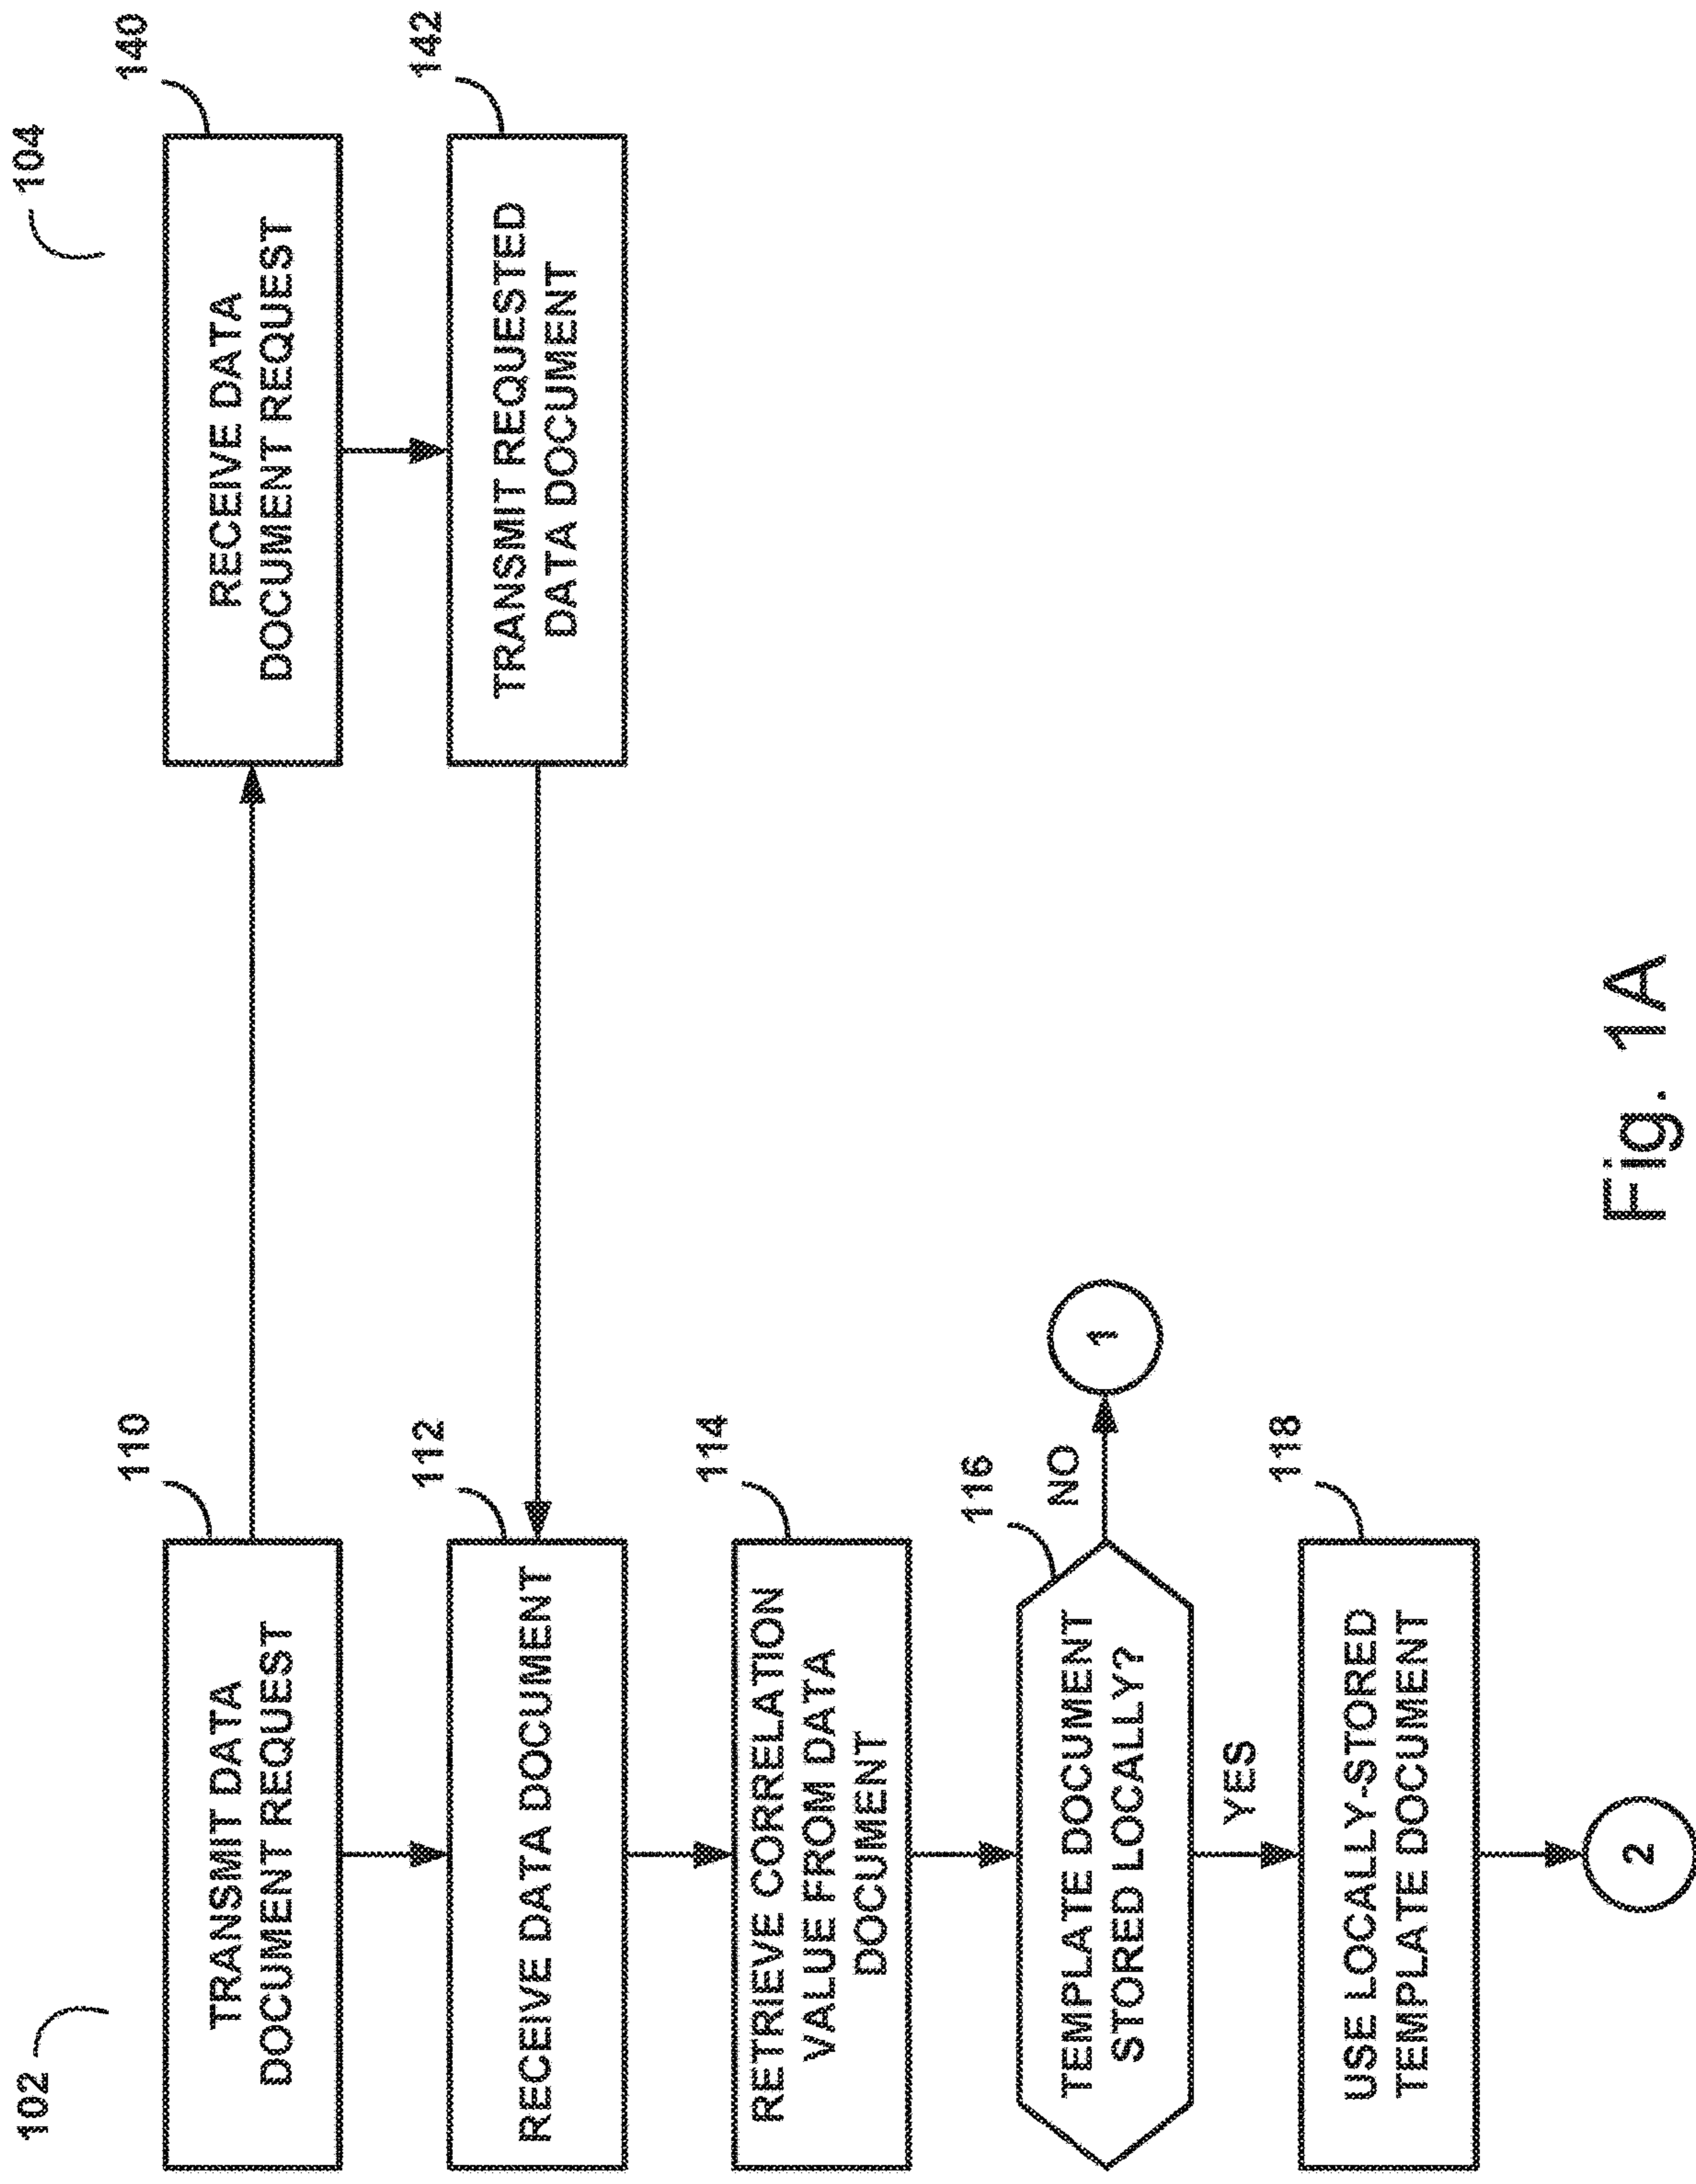 102
104
110
TRANSMIT DATA
DOCUMENT REQUEST
140
RECEIVE DATA
DOCUMENT REQUEST
112
RECEIVE DATA DOCUMENT
142
TRANSMIT REQUESTED
DATA DOCUMENT
114
RETRIEVE CORRELATION
VALUE FROM DATA
DOCUMENT
116
TEMPLATE DOCUMENT
STORED LOCALLY?
NO
1
YES
118
USE LOCALLY-STORED
TEMPLATE DOCUMENT
2
Fig. 1A